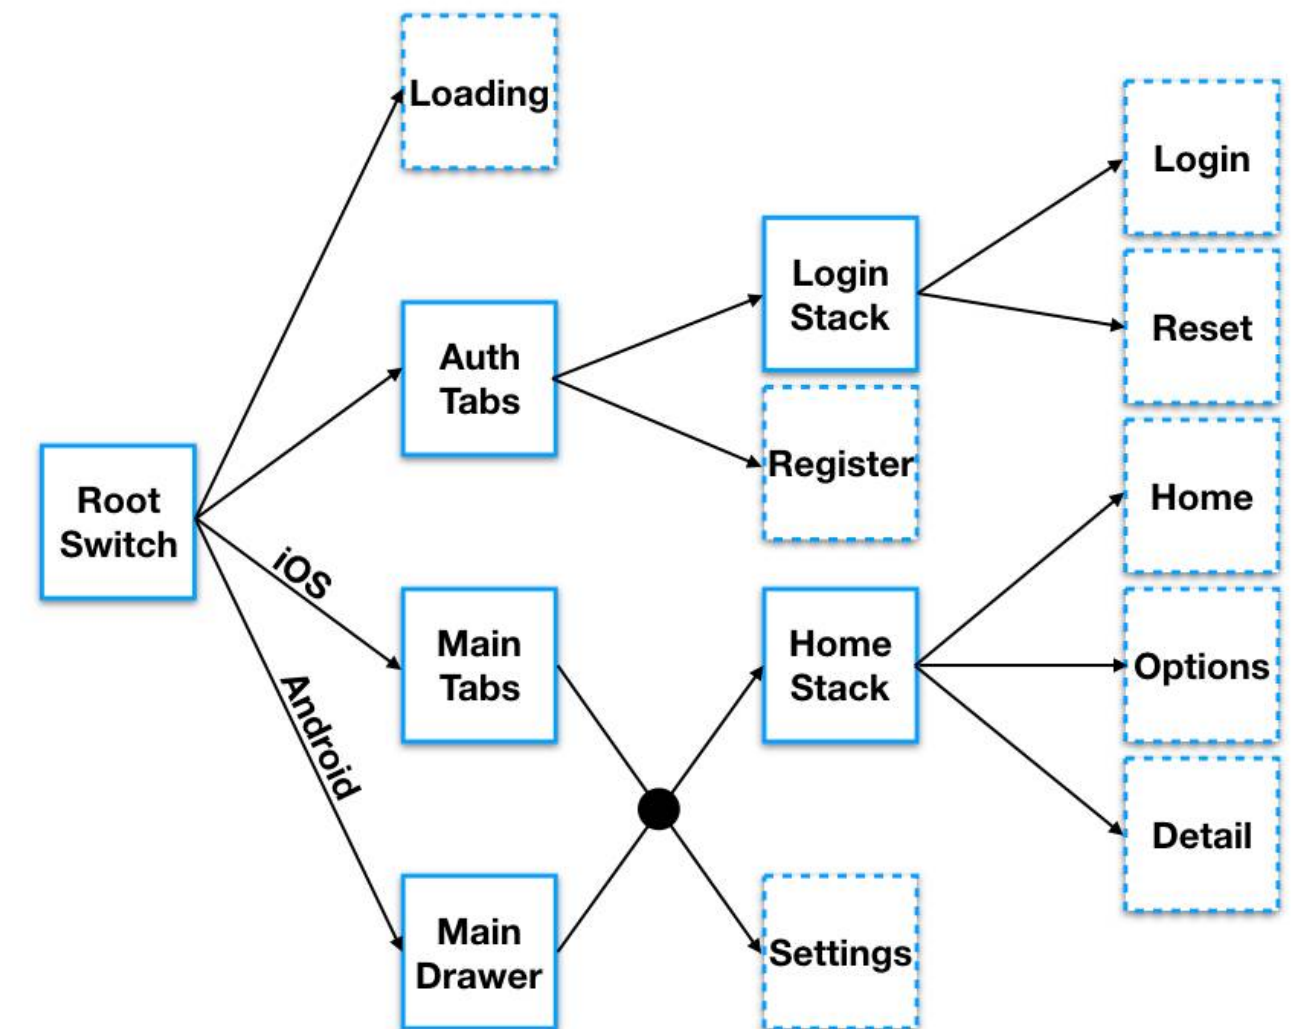 Loading
Login
Login
Stack
Reset
Auth
Tabs
Register
Root
Switch
Home
iOS
Main
Tabs
Home
Stack
Options
Android
Detail
Main
Drawer
Settings